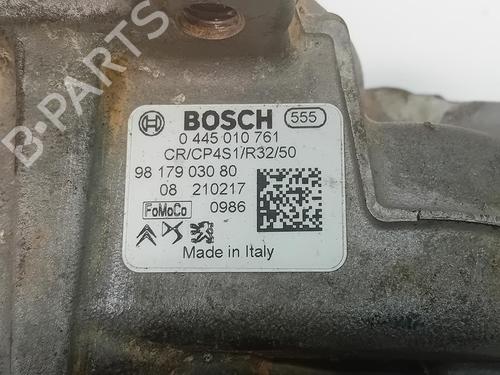 BOSCH 555
0 445 010 761
CR/CP4S1/R32/50
98 179 030 80
08 210217
FoMoCo 0986
Made in Italy
B-PARTS